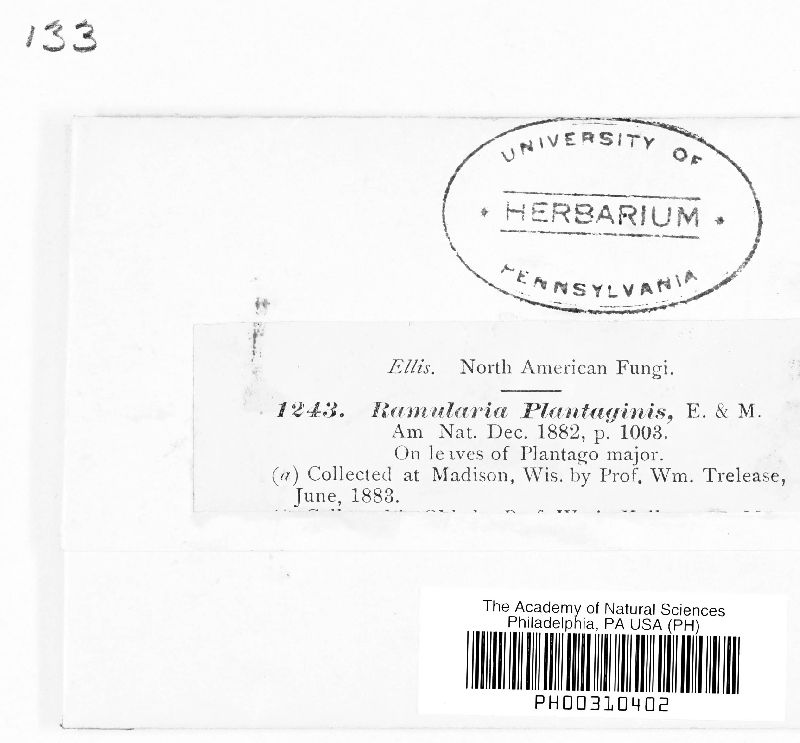 133
UNIVERSITY OF
* HERBARIUM *
PENNSYLVANIA
Ellis. North American Fungi.
1243. Ramularia Plantaginis, E. & M.
Am Nat. Dec. 1882, p. 1003.
On leaves of Plantago major.
(a) Collected at Madison, Wis. by Prof. Wm. Trelease,
June, 1883.
The Academy of Natural Sciences
Philadelphia, PA USA (PH)
PH00310402